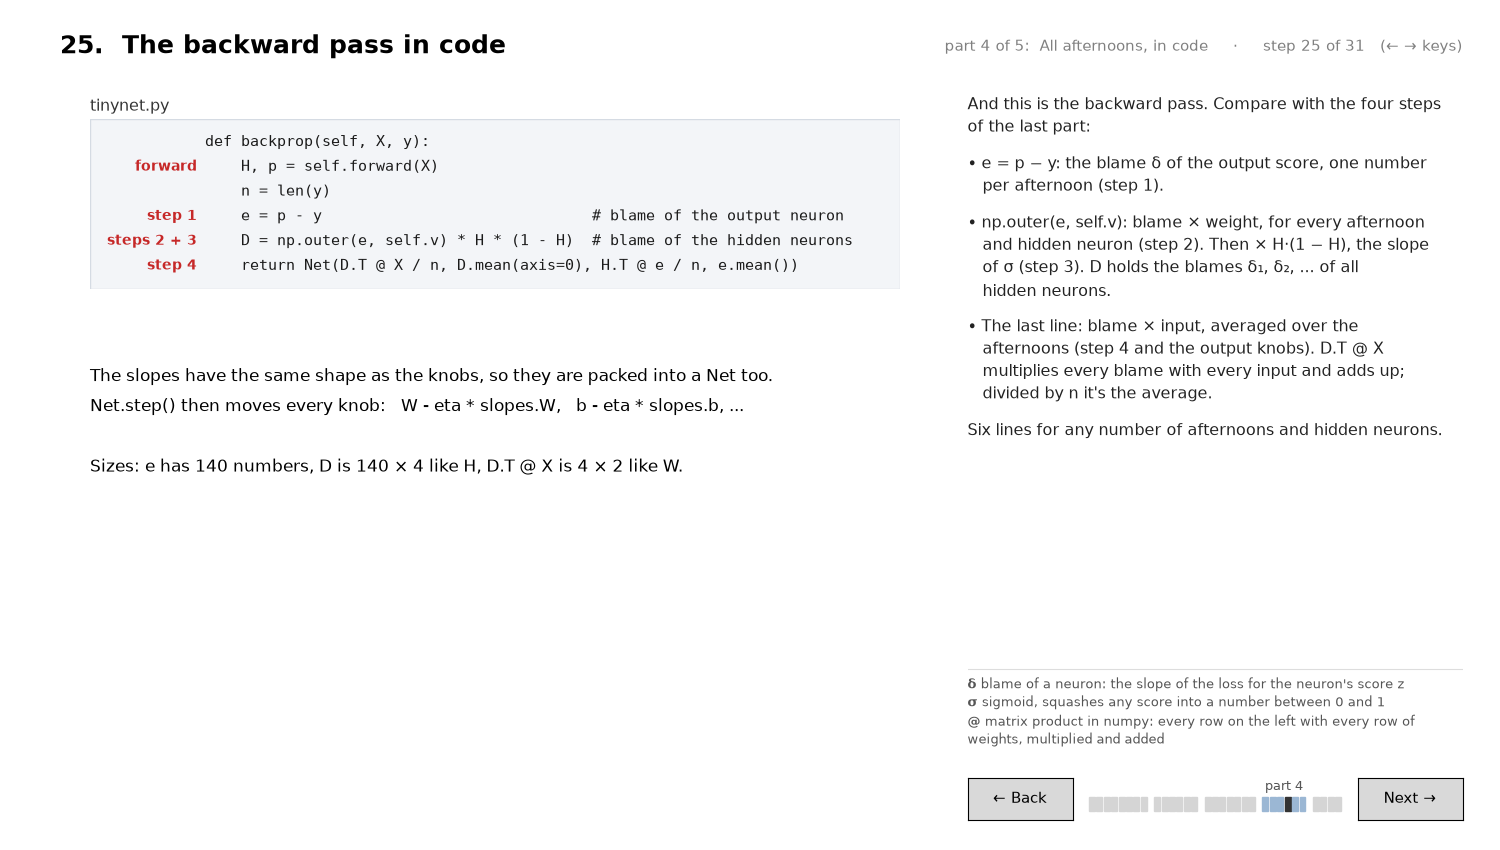 25.  The backward pass in code
part 4 of 5:  All afternoons, in code     ·     step 25 of 31   (← → keys)
tinynet.py
def backprop(self, X, y):
forward     H, p = self.forward(X)
n = len(y)
step 1     e = p - y                              # blame of the output neuron
steps 2 + 3     D = np.outer(e, self.v) * H * (1 - H)  # blame of the hidden neurons
step 4     return Net(D.T @ X / n, D.mean(axis=0), H.T @ e / n, e.mean())
The slopes have the same shape as the knobs, so they are packed into a Net too.
Net.step() then moves every knob:   W - eta * slopes.W,   b - eta * slopes.b, ...
Sizes: e has 140 numbers, D is 140 × 4 like H, D.T @ X is 4 × 2 like W.
And this is the backward pass. Compare with the four steps
of the last part:
• e = p − y: the blame δ of the output score, one number
per afternoon (step 1).
• np.outer(e, self.v): blame × weight, for every afternoon
and hidden neuron (step 2). Then × H·(1 − H), the slope
of σ (step 3). D holds the blames δ₁, δ₂, ... of all
hidden neurons.
• The last line: blame × input, averaged over the
afternoons (step 4 and the output knobs). D.T @ X
multiplies every blame with every input and adds up;
divided by n it's the average.
Six lines for any number of afternoons and hidden neurons.
δ blame of a neuron: the slope of the loss for the neuron's score z
σ sigmoid, squashes any score into a number between 0 and 1
@ matrix product in numpy: every row on the left with every row of
weights, multiplied and added
part 4
← Back
Next →